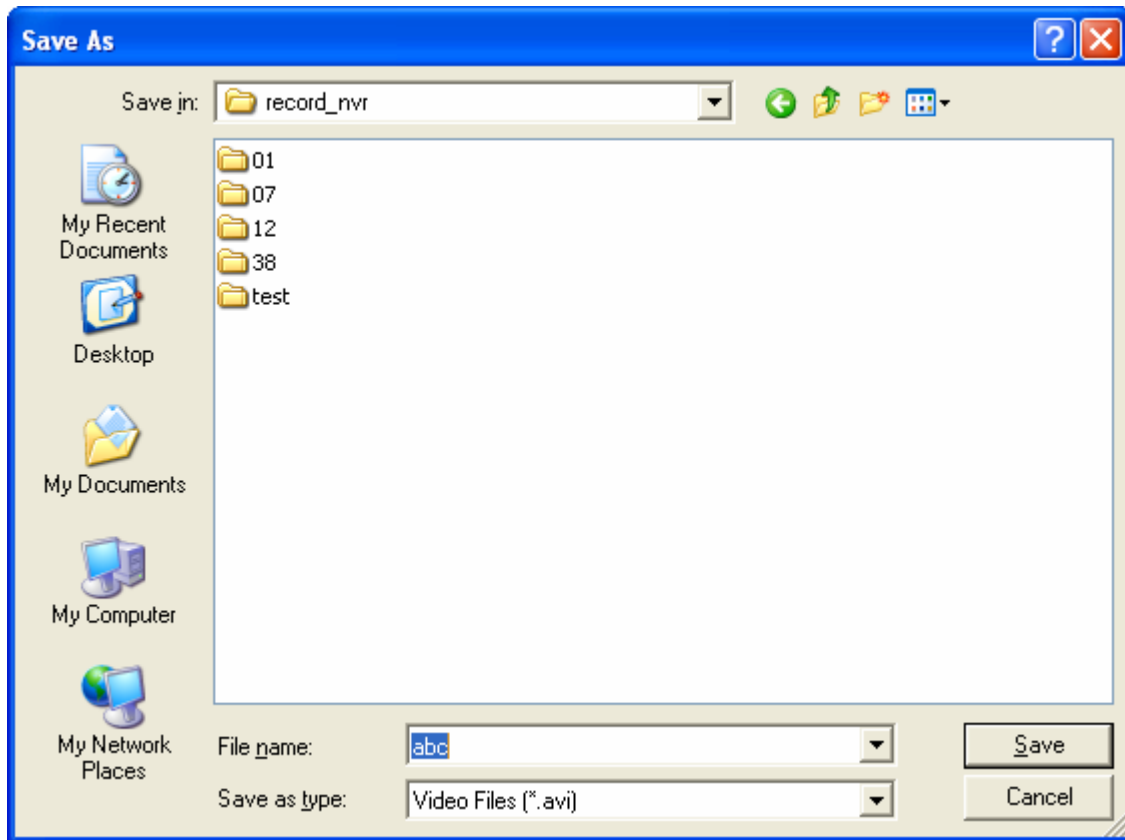 Save As
Save in:
record_nvr
01
07
12
38
test
My Recent
Documents
Desktop
My Documents
My Computer
My Network
Places
File name:
abc
Save
Save as type:
Video Files (*.avi)
Cancel